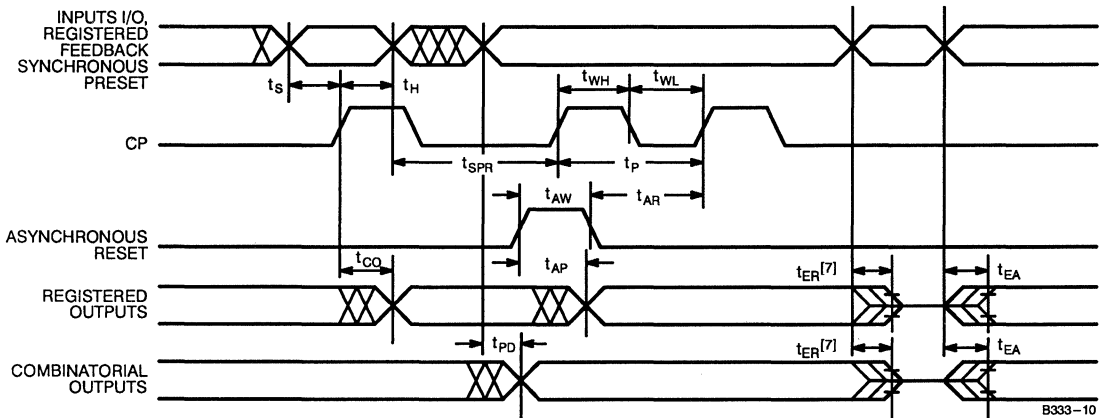 INPUTS I/O,
REGISTERED
FEEDBACK
SYNCHRONOUS
PRESET
tS
tH
tWH
tWL
CP
tSPR
tP
tAW
tAR
ASYNCHRONOUS
RESET
tCO
tAP
tER[7]
tEA
REGISTERED
OUTPUTS
tPD
tER[7]
tEA
COMBINATORIAL
OUTPUTS
B333–10